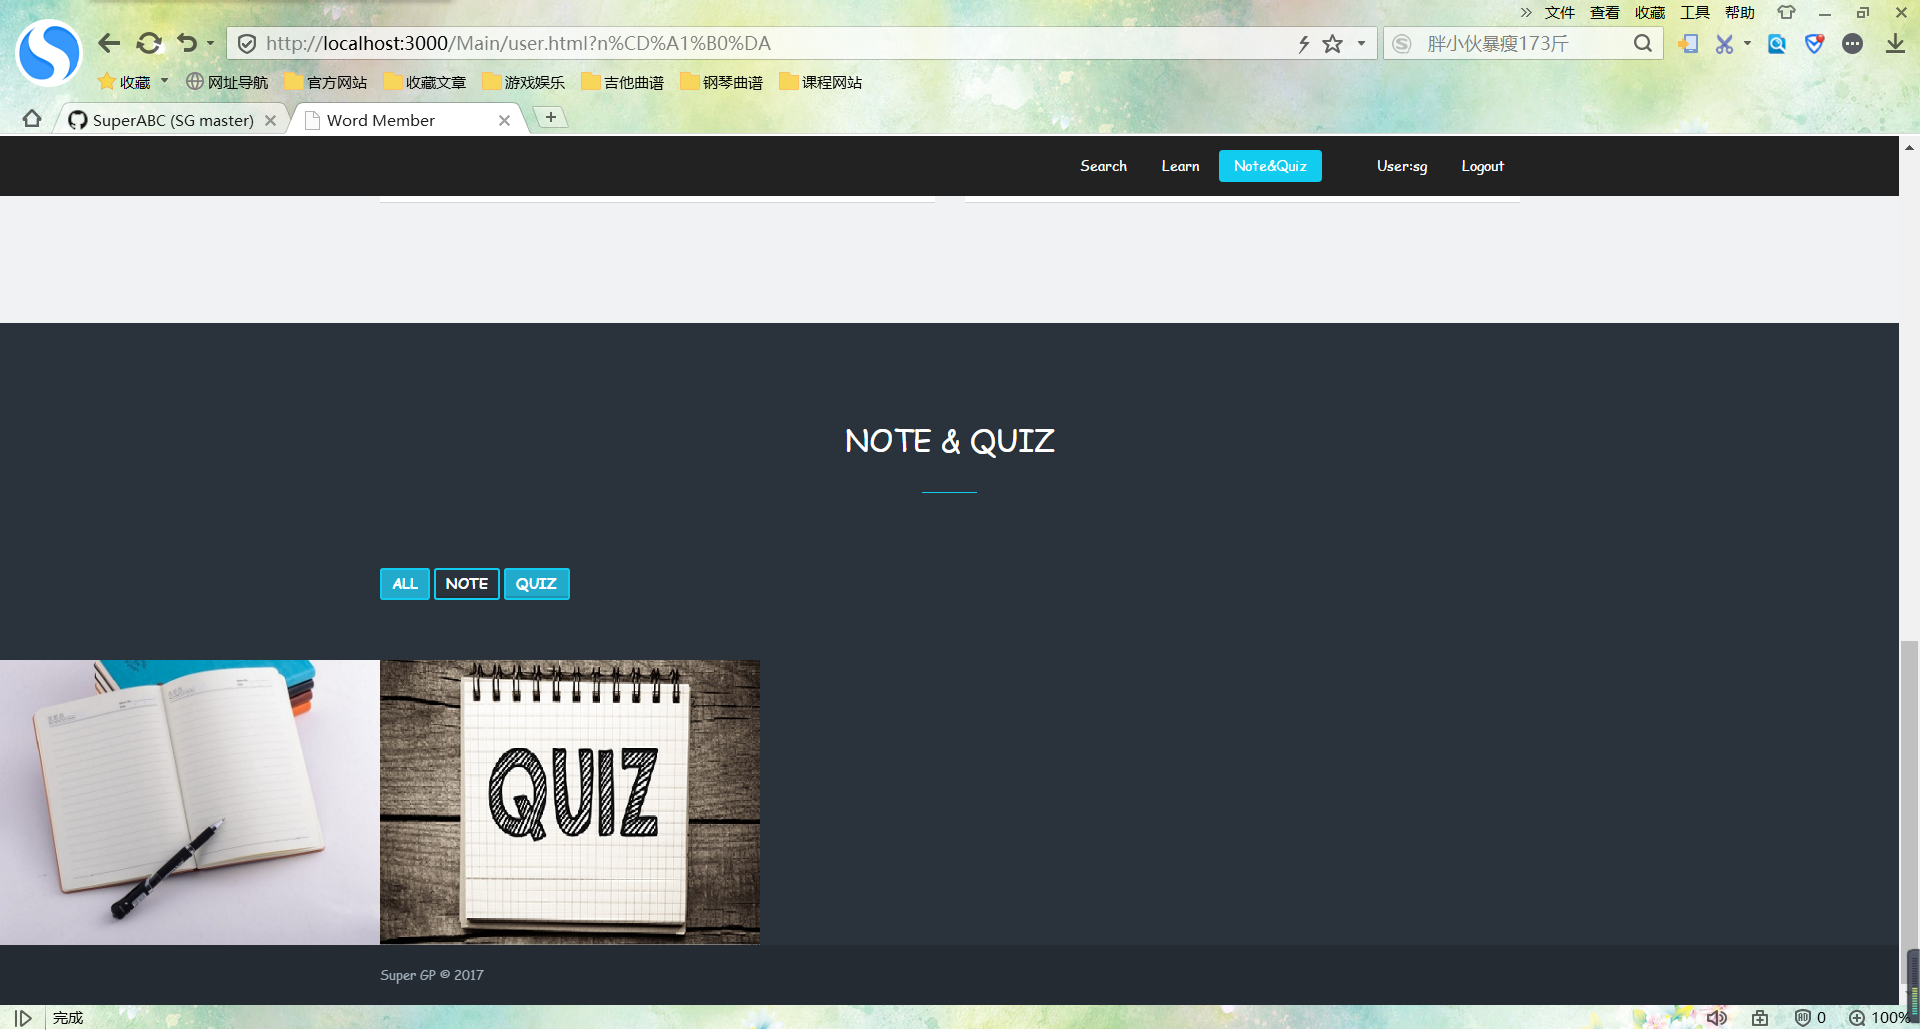 文件 查看 收藏 工具 帮助
http://localhost:3000/Main/user.html?n%CD%A1%B0%DA
胖小伙暴瘦173斤
收藏 网址导航 官方网站 收藏文章 游戏娱乐 吉他曲谱 钢琴曲谱 课程网站
SuperABC (SG master) Word Member
Search Learn Note&Quiz User:sg Logout
NOTE & QUIZ
ALL NOTE QUIZ
QUIZ
Super GP © 2017
完成 0 100%